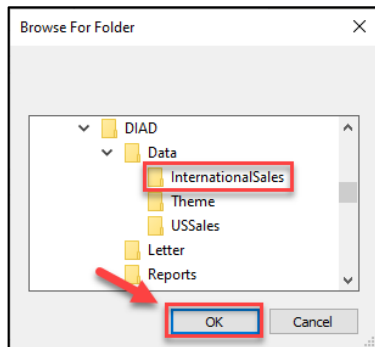 Browse For Folder
DIAD
Data
InternationalSales
Theme
USSales
Letter
Reports
OK Cancel